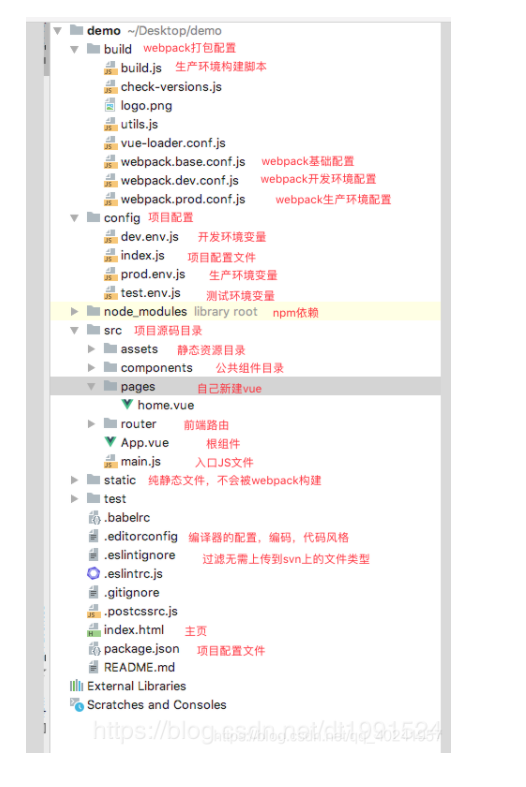 demo ~/Desktop/demo
build webpack打包配置
build.js 生产环境构建脚本
check-versions.js
logo.png
utils.js
vue-loader.conf.js
webpack.base.conf.js webpack基础配置
webpack.dev.conf.js webpack开发环境配置
webpack.prod.conf.js webpack生产环境配置
config 项目配置
dev.env.js 开发环境变量
index.js 项目配置文件
prod.env.js 生产环境变量
test.env.js 测试环境变量
node_modules library root npm依赖
src 项目源码目录
assets 静态资源目录
components 公共组件目录
pages 自己新建vue
home.vue
router 前端路由
App.vue 根组件
main.js 入口JS文件
static 纯静态文件，不会被webpack构建
test
.babelrc
.editorconfig 编译器的配置，编码，代码风格
.eslintignore 过滤无需上传到svn上的文件类型
.eslintrc.js
.gitignore
.postcssrc.js
index.html 主页
package.json 项目配置文件
README.md
External Libraries
Scratches and Consoles